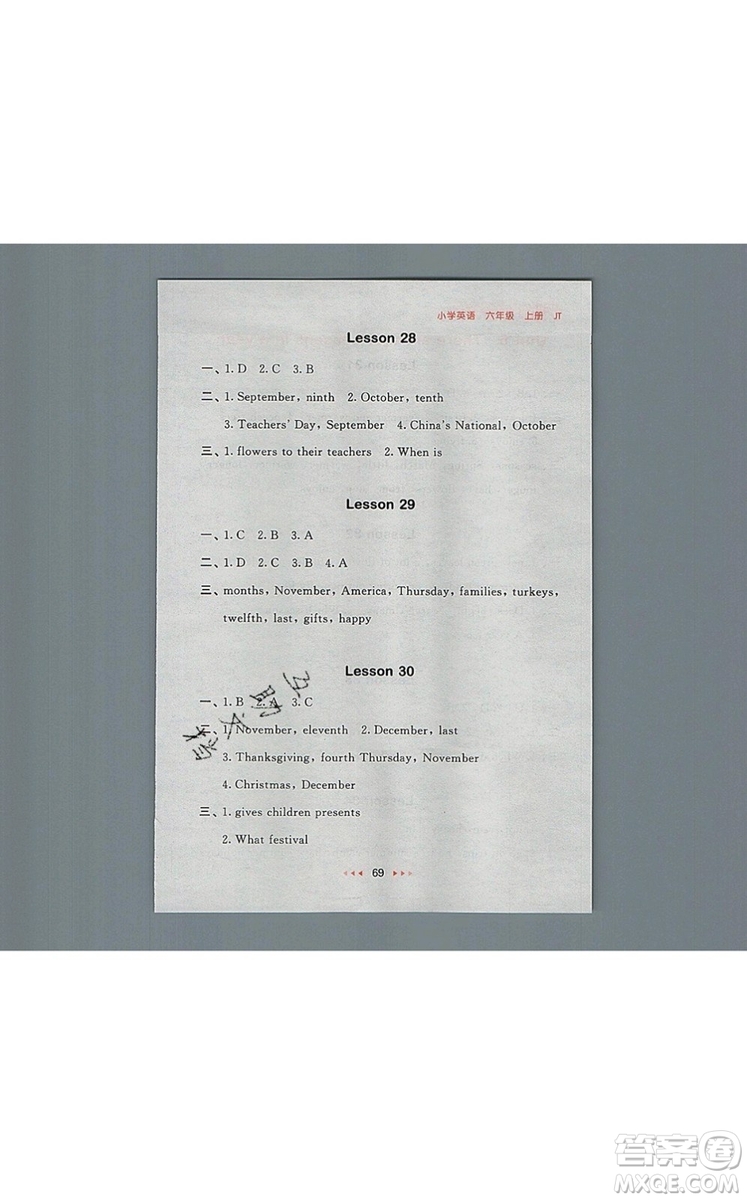 小学英语 六年级 上册 JT
Lesson 28
一、1. D 2. C 3. B
二、1. September, ninth 2. October, tenth
3. Teachers' Day, September 4. China's National, October
三、1. flowers to their teachers 2. When is
Lesson 29
一、1. C 2. B 3. A
二、1. D 2. C 3. B 4. A
三、months, November, America, Thursday, families, turkeys,
twelfth, last, gifts, happy
Lesson 30
一、1. B 2. A 3. C
二、1. November, eleventh 2. December, last
3. Thanksgiving, fourth Thursday, November
4. Christmas, December
三、1. gives children presents
2. What festival
69
答案圈
MXQE.COM